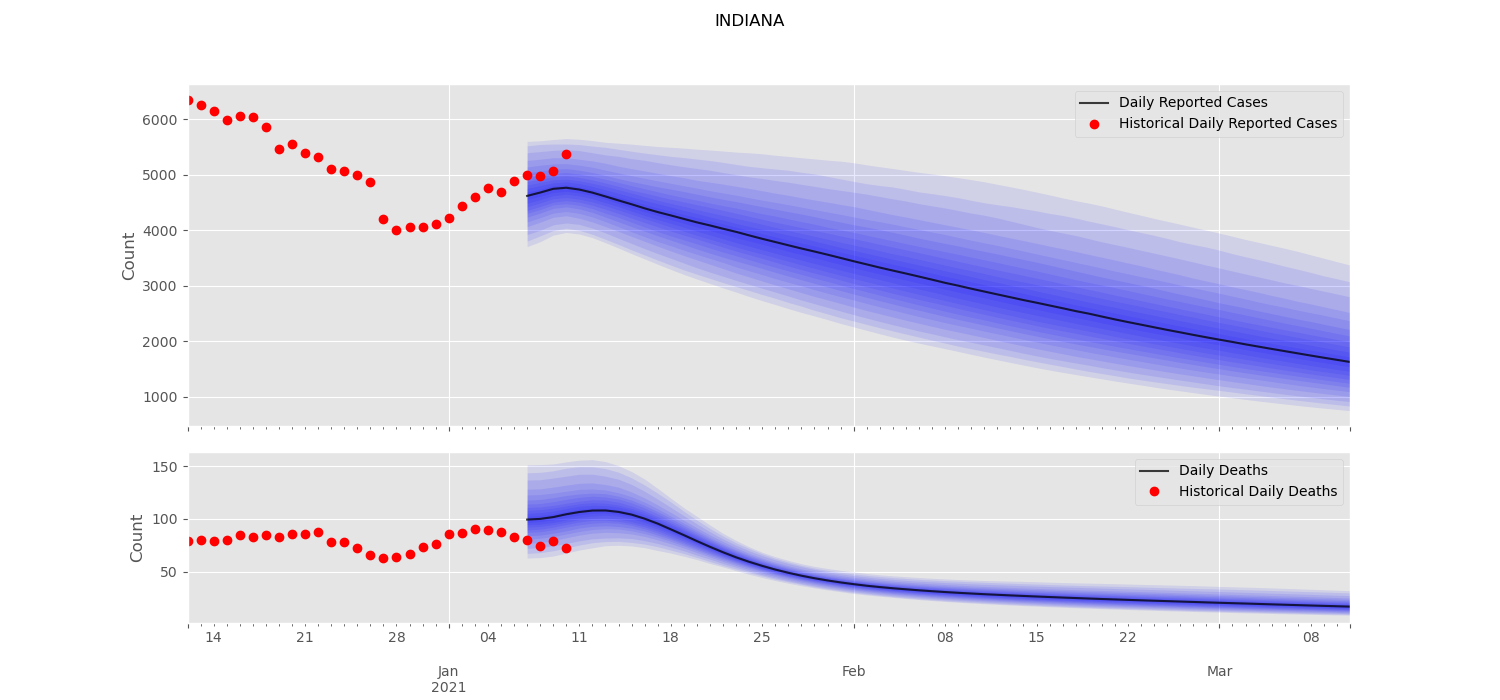 INDIANA
Daily Reported Cases
Historical Daily Reported Cases
6000
5000
4000
3000
2000
1000
Count
Daily Deaths
Historical Daily Deaths
150
100
50
Count
14 21 28 04 11 18 25 08 15 22 08
Jan Feb Mar
2021